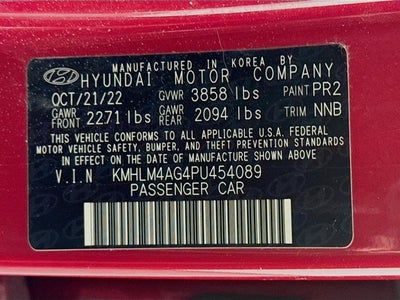 MANUFACTURED IN KOREA BY
HYUNDAI MOTOR COMPANY
OCT/21/22 GVWR 3858 lbs PAINT PR2
GAWR FRONT 2271 lbs GAWR REAR 2094 lbs TRIM NNB
THIS VEHICLE CONFORMS TO ALL APPLICABLE U.S.A. FEDERAL
MOTOR VEHICLE SAFETY, BUMPER, AND THEFT PREVENTION STANDARDS
IN EFFECT ON THE DATE OF MANUFACTURE SHOWN ABOVE.
V.I.N KMHLM4AG4PU454089
PASSENGER CAR